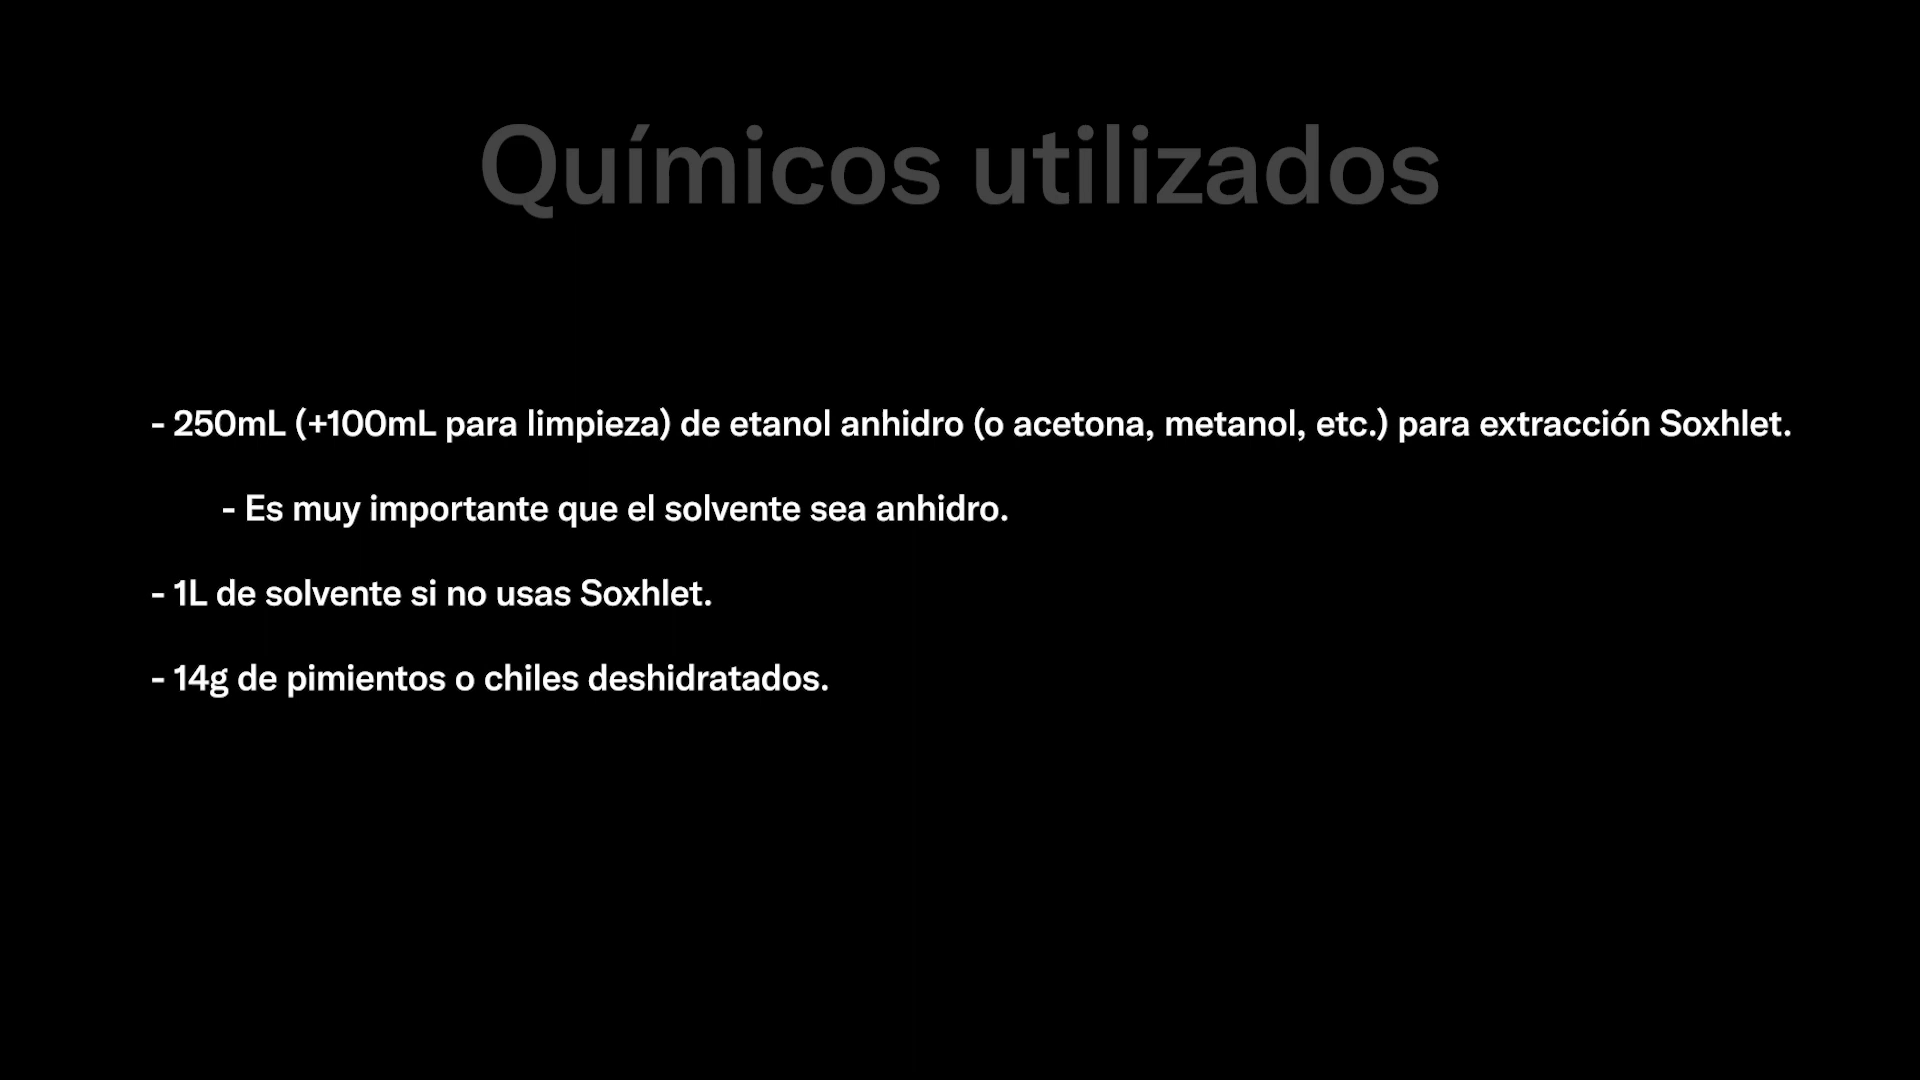 Químicos utilizados
- 250mL (+100mL para limpieza) de etanol anhidro (o acetona, metanol, etc.) para extracción Soxhlet.
- Es muy importante que el solvente sea anhidro.
- 1L de solvente si no usas Soxhlet.
- 14g de pimientos o chiles deshidratados.